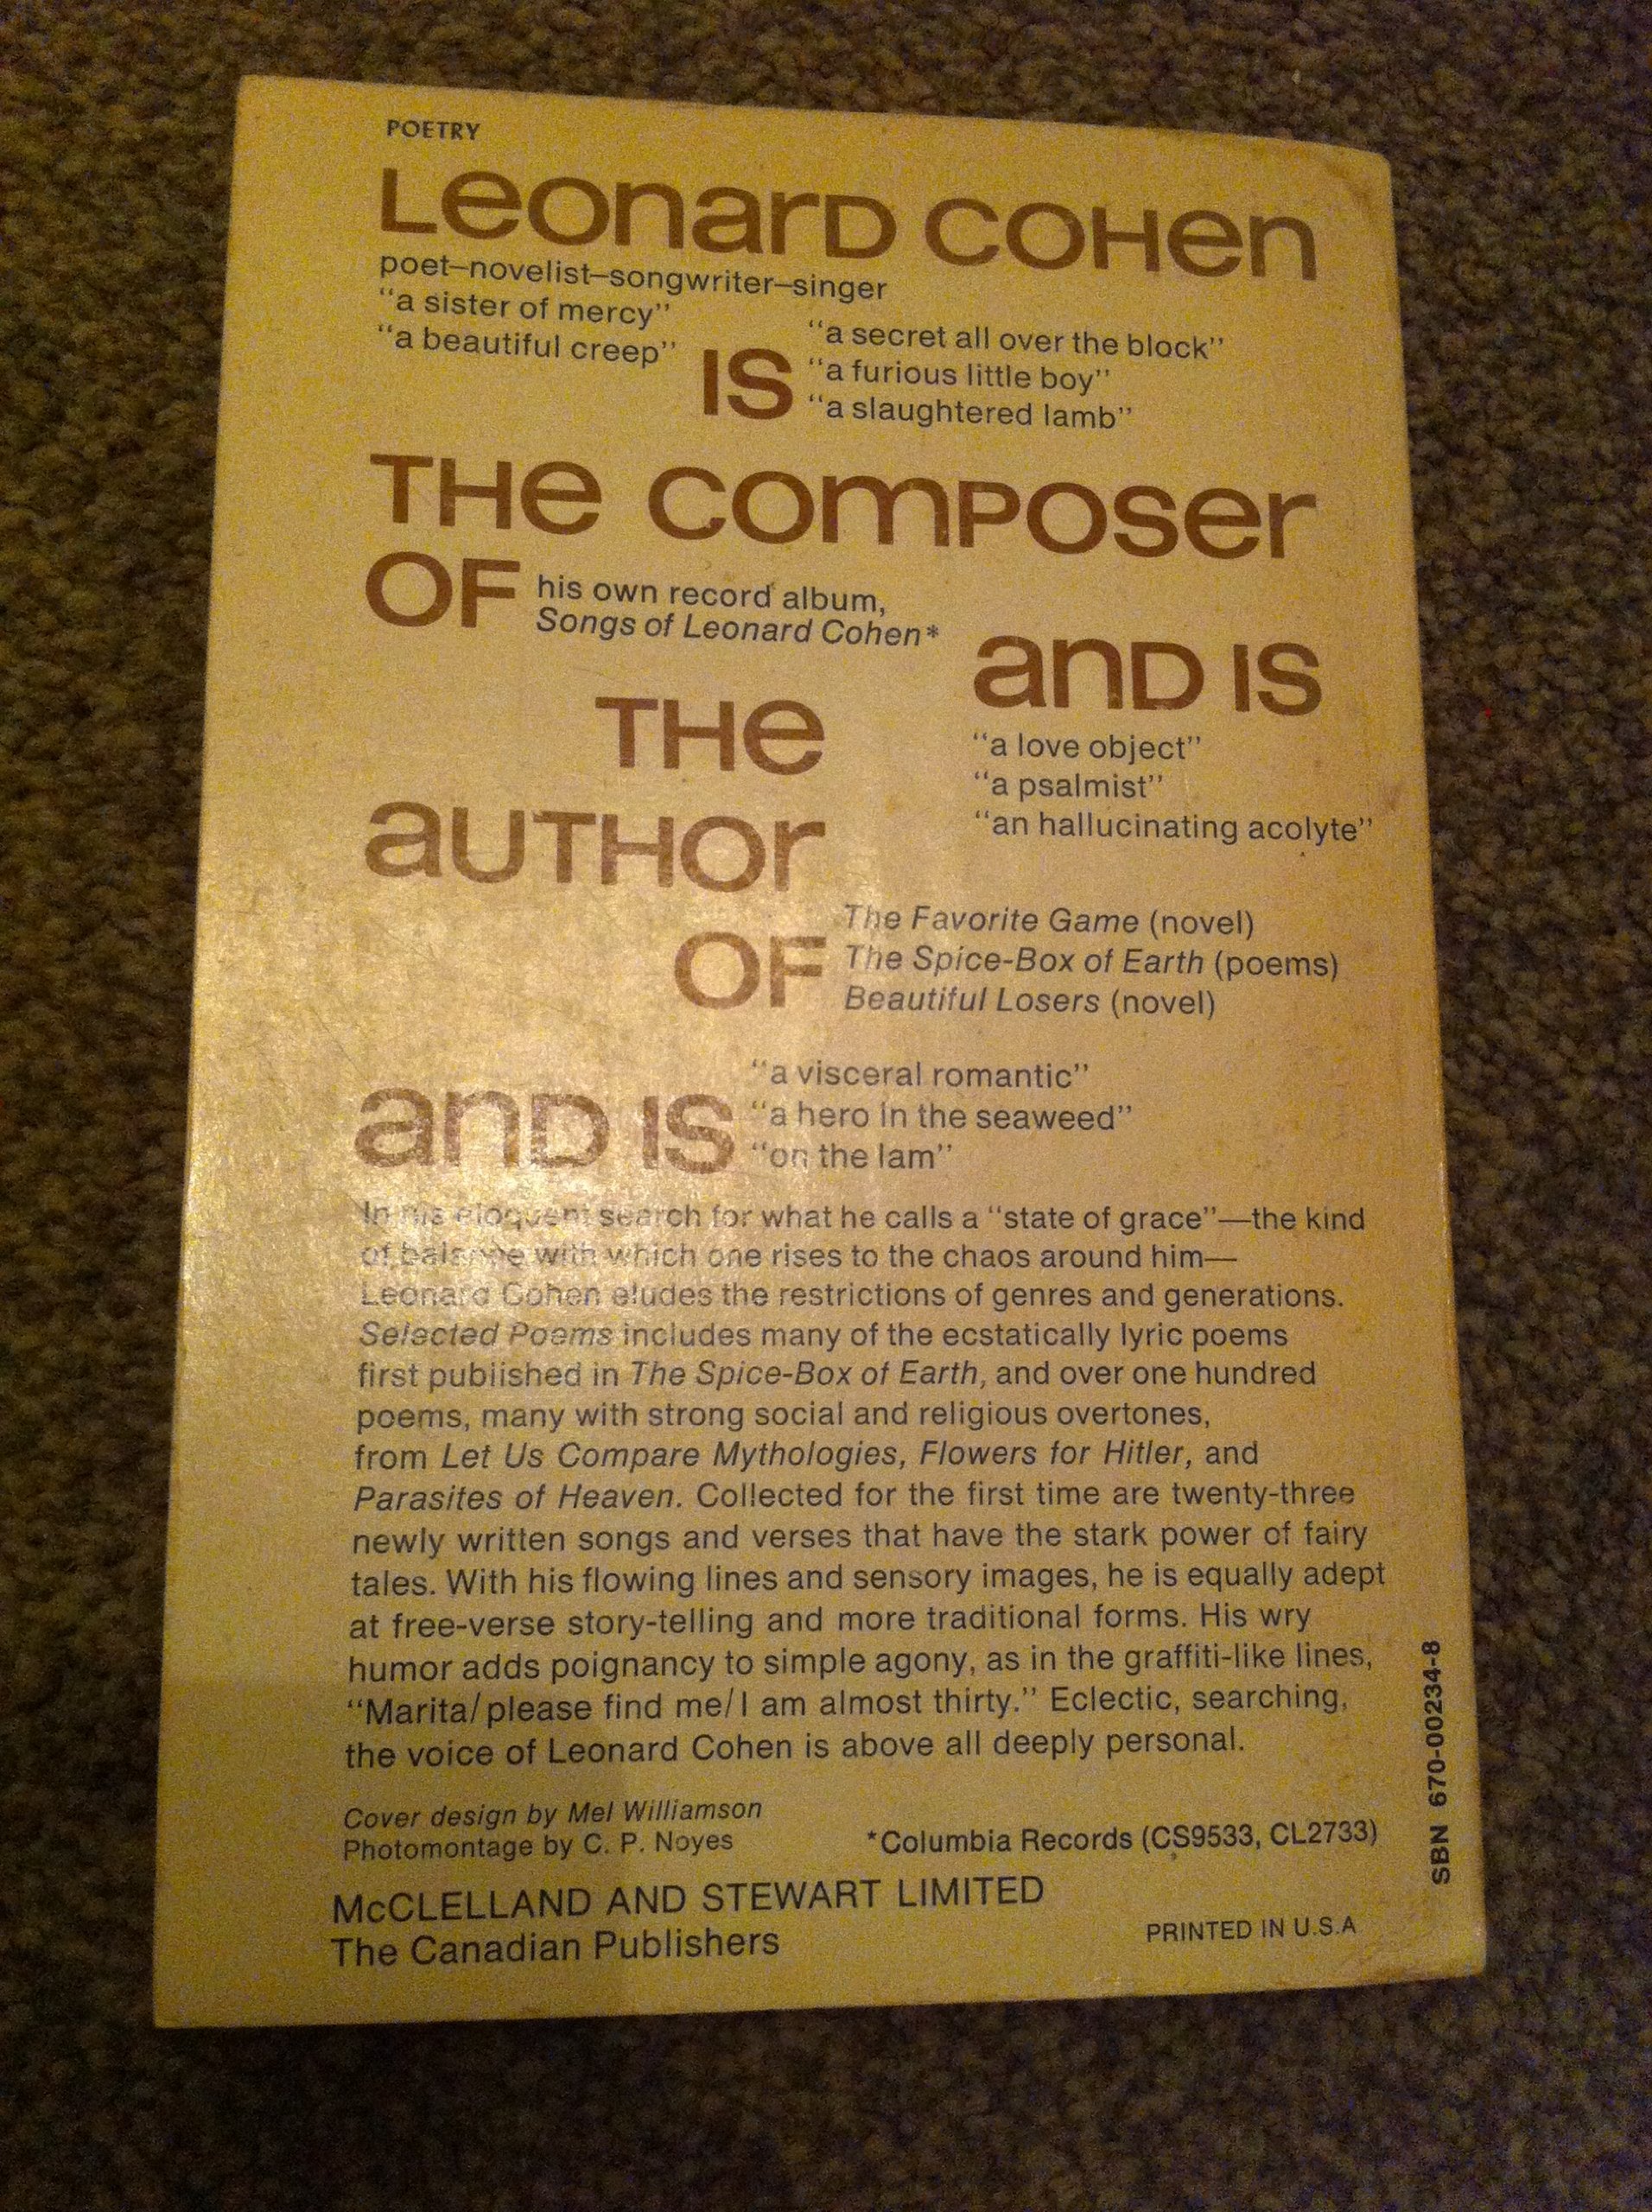 POETRY
Leonard Cohen
poet–novelist–songwriter–singer
"a sister of mercy"
"a beautiful creep"
IS
"a secret all over the block"
"a furious little boy"
"a slaughtered lamb"
THE COMPOSER
OF
his own record album,
Songs of Leonard Cohen*
AND IS
"a love object"
"a psalmist"
"an hallucinating acolyte"
THE
AUTHOR
OF
The Favorite Game (novel)
The Spice-Box of Earth (poems)
Beautiful Losers (novel)
AND IS
"a visceral romantic"
"a hero in the seaweed"
"on the lam"
In his eloquent search for what he calls a "state of grace"—the kind
of balance with which one rises to the chaos around him—
Leonard Cohen eludes the restrictions of genres and generations.
Selected Poems includes many of the ecstatically lyric poems
first published in The Spice-Box of Earth, and over one hundred
poems, many with strong social and religious overtones,
from Let Us Compare Mythologies, Flowers for Hitler, and
Parasites of Heaven. Collected for the first time are twenty-three
newly written songs and verses that have the stark power of fairy
tales. With his flowing lines and sensory images, he is equally adept
at free-verse story-telling and more traditional forms. His wry
humor adds poignancy to simple agony, as in the graffiti-like lines,
"Marita/please find me/I am almost thirty." Eclectic, searching,
the voice of Leonard Cohen is above all deeply personal.
Cover design by Mel Williamson
Photomontage by C. P. Noyes
*Columbia Records (CS9533, CL2733)
McCLELLAND AND STEWART LIMITED
The Canadian Publishers
PRINTED IN U.S.A
SBN 670-00234-8